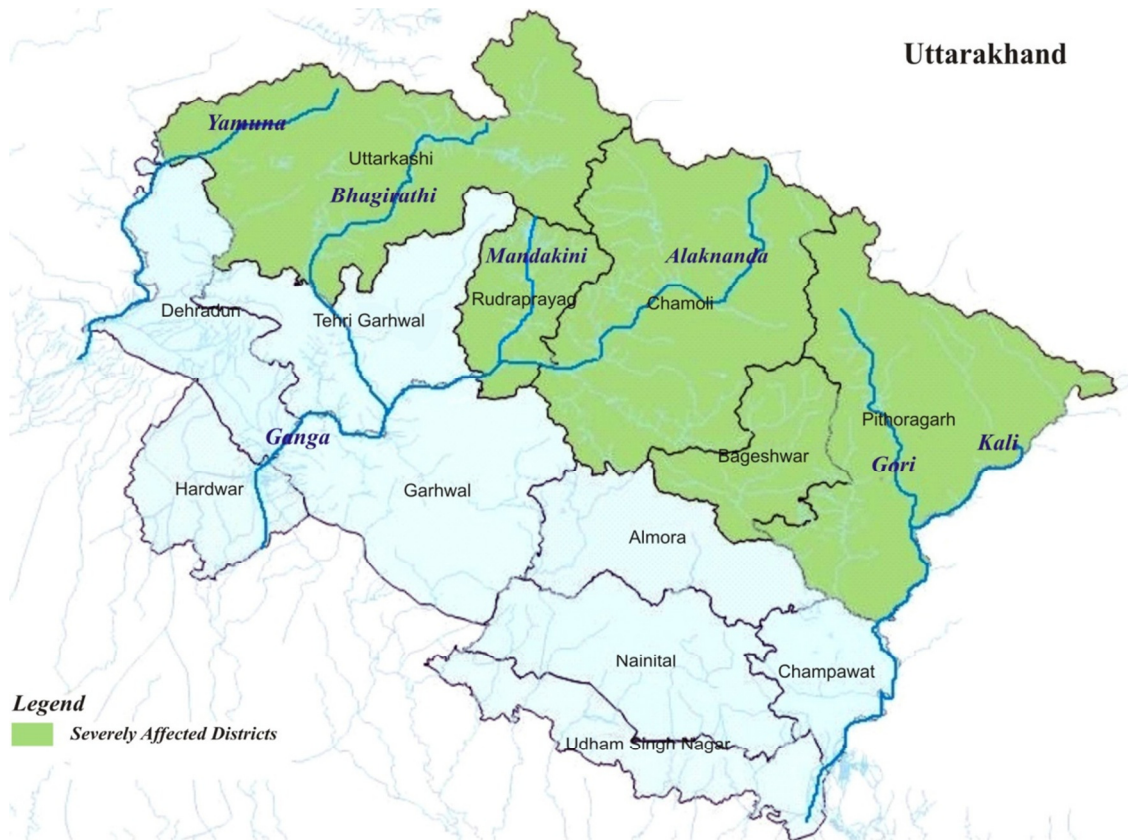 Uttarakhand
Yamuna
Uttarkashi
Bhagirathi
Mandakini
Alaknanda
Rudraprayag
Chamoli
Dehradun
Tehri Garhwal
Pithoragarh
Ganga
Kali
Bageshwar
Gori
Hardwar
Garhwal
Almora
Nainital
Champawat
Legend
Severely Affected Districts
Udham Singh Nagar